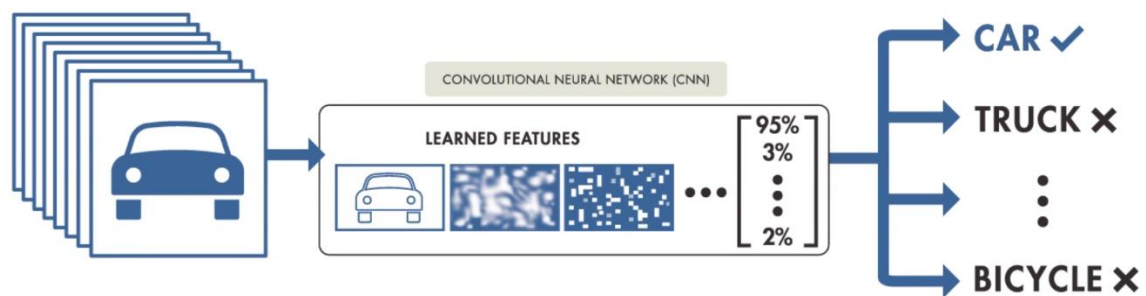 CONVOLUTIONAL NEURAL NETWORK (CNN)
LEARNED FEATURES
95%
3%
2%
CAR
TRUCK
BICYCLE